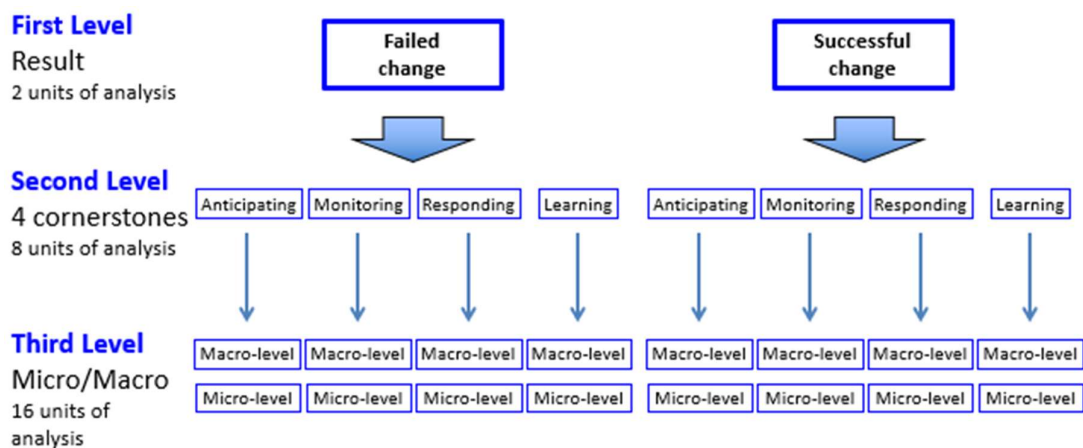 First Level
Result
2 units of analysis
Failed
change
Successful
change
Second Level
4 cornerstones
8 units of analysis
Anticipating Monitoring Responding Learning Anticipating Monitoring Responding Learning
Third Level
Micro/Macro
16 units of
analysis
Macro-level Macro-level Macro-level Macro-level Macro-level Macro-level Macro-level Macro-level
Micro-level Micro-level Micro-level Micro-level Micro-level Micro-level Micro-level Micro-level